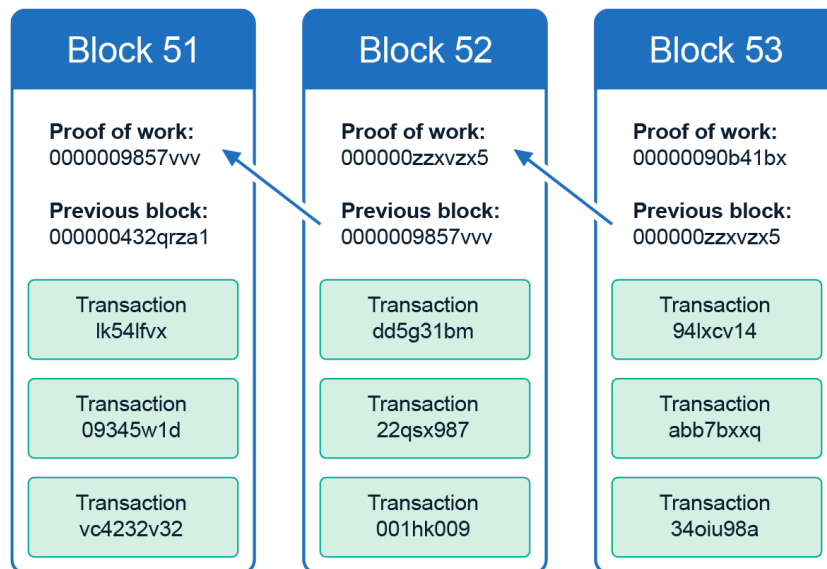 Block 51
Proof of work:
0000009857vvv
Previous block:
000000432qrza1
Transaction
lk54lfvx
Transaction
09345w1d
Transaction
vc4232v32
Block 52
Proof of work:
000000zzxvzx5
Previous block:
0000009857vvv
Transaction
dd5g31bm
Transaction
22qsx987
Transaction
001hk009
Block 53
Proof of work:
00000090b41bx
Previous block:
000000zzxvzx5
Transaction
94lxcv14
Transaction
abb7bxxq
Transaction
34oiu98a